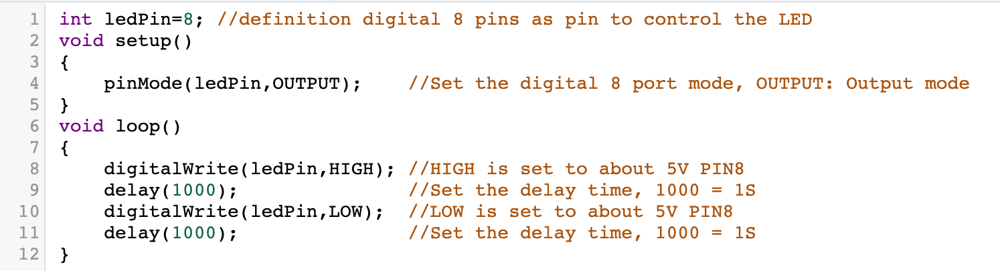 1 int ledPin=8; //definition digital 8 pins as pin to control the LED
2 void setup()
3 {
4     pinMode(ledPin,OUTPUT);    //Set the digital 8 port mode, OUTPUT: Output mode
5 }
6 void loop()
7 {
8     digitalWrite(ledPin,HIGH); //HIGH is set to about 5V PIN8
9     delay(1000);               //Set the delay time, 1000 = 1S
10     digitalWrite(ledPin,LOW);  //LOW is set to about 5V PIN8
11     delay(1000);               //Set the delay time, 1000 = 1S
12 }